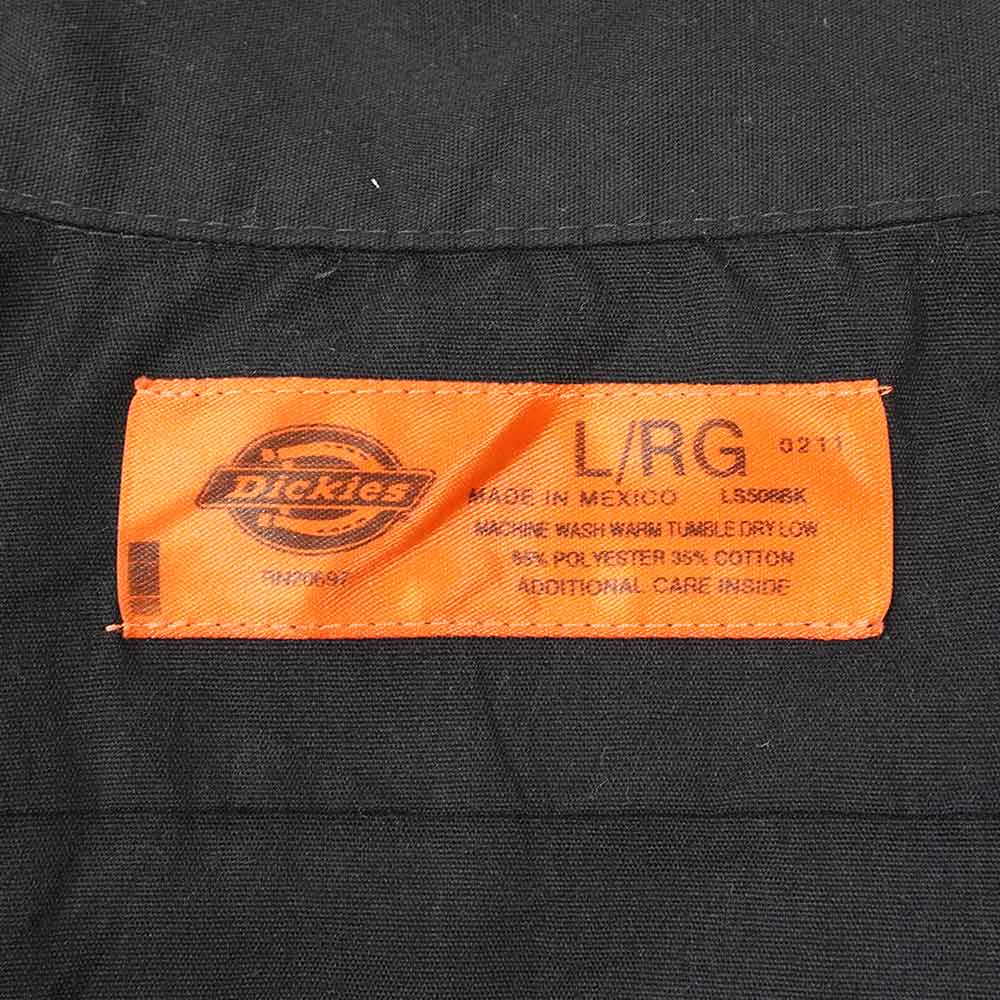 Dickies
RN20697
L/RG 0211
MADE IN MEXICO LS508BK
MACHINE WASH WARM TUMBLE DRY LOW
65% POLYESTER 35% COTTON
ADDITIONAL CARE INSIDE